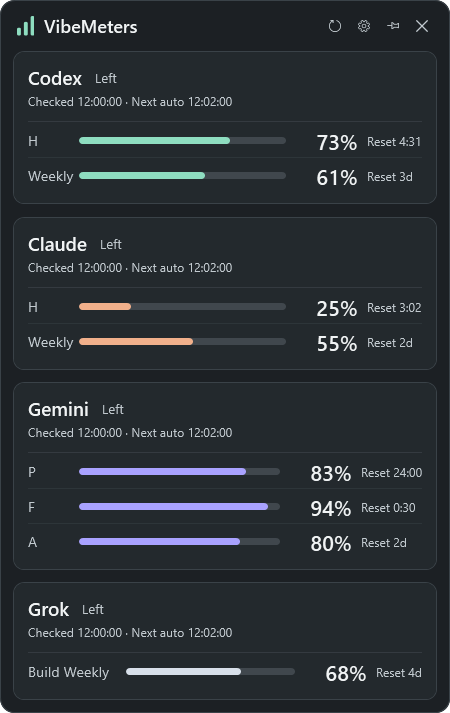 VibeMeters
Codex Left
Checked 12:00:00 · Next auto 12:02:00
H 73% Reset 4:31
Weekly 61% Reset 3d
Claude Left
Checked 12:00:00 · Next auto 12:02:00
H 25% Reset 3:02
Weekly 55% Reset 2d
Gemini Left
Checked 12:00:00 · Next auto 12:02:00
P 83% Reset 24:00
F 94% Reset 0:30
A 80% Reset 2d
Grok Left
Checked 12:00:00 · Next auto 12:02:00
Build Weekly 68% Reset 4d